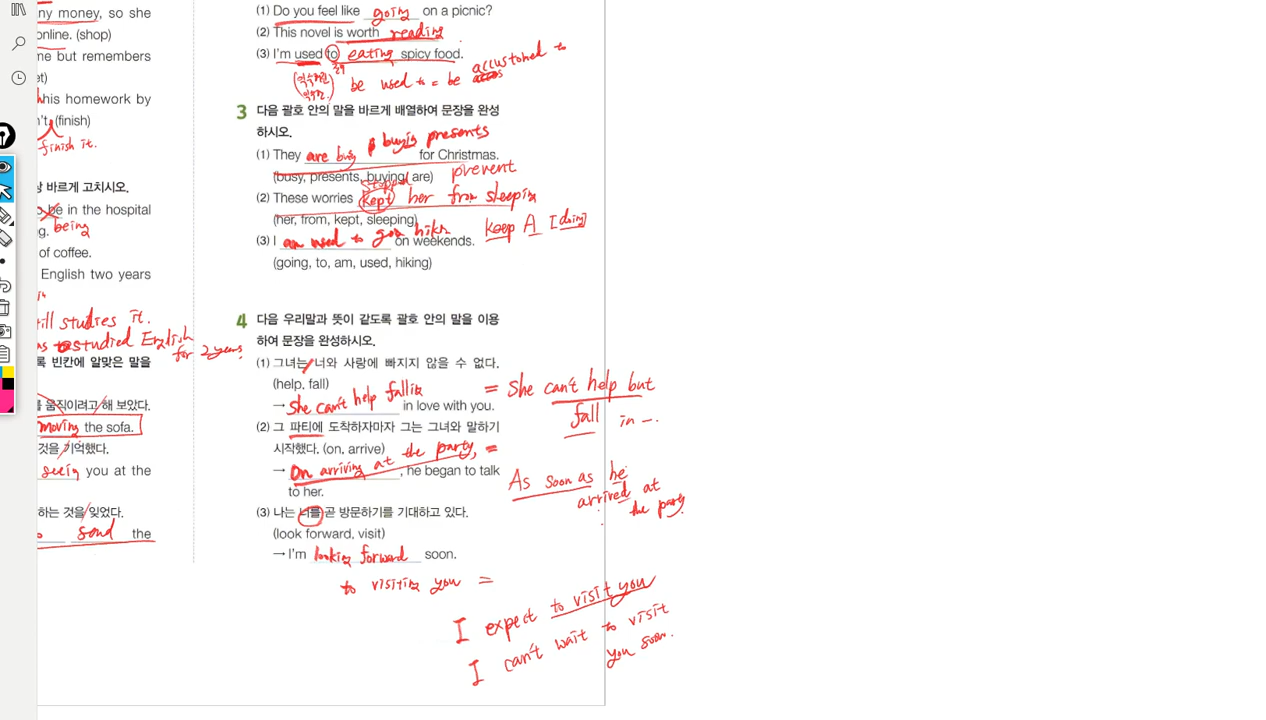 ny money, so she
online. (shop)
me but remembers
et)
his homework by
n't. (finish)
finish it.
상 바르게 고치시오.
o be in the hospital
ng. being
of coffee.
English two years
ill studies it.
studied English
for 2 years
록 빈칸에 알맞은 말을
를 움직이려고 해 보았다.
moving the sofa.
것을 기억했다.
seeing you at the
하는 것을 잊었다.
send the
(1) Do you feel like going on a picnic?
(2) This novel is worth reading.
(3) I'm used to eating spicy food.
be used to = be accustomed to
3 다음 괄호 안의 말을 바르게 배열하여 문장을 완성
하시오.
(1) They are busy buying presents for Christmas.
(busy, presents, buying, are) prevent
stopped
(2) These worries kept her from sleeping
(her, from, kept, sleeping)
keep A [doing]
(3) I am used to going hiking on weekends.
(going, to, am, used, hiking)
4 다음 우리말과 뜻이 같도록 괄호 안의 말을 이용
하여 문장을 완성하시오.
(1) 그녀는 너와 사랑에 빠지지 않을 수 없다.
(help, fall)
→ She can't help falling in love with you.
= She can't help but
fall in ―.
(2) 그 파티에 도착하자마자 그는 그녀와 말하기
시작했다. (on, arrive)
→ On arriving at the party, he began to talk
to her.
= As soon as he
arrived at
the party
(3) 나는 너를 곧 방문하기를 기대하고 있다.
(look forward, visit)
→ I'm looking forward soon.
to visiting you =
I expect to visit you
I can't wait to visit
you soon.